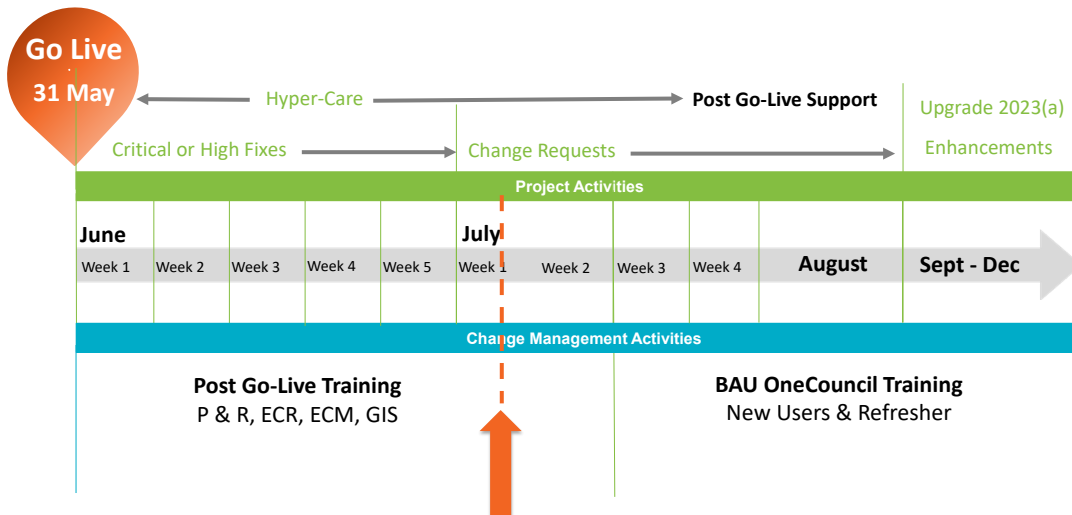 Go Live
31 May
Hyper-Care
Post Go-Live Support
Upgrade 2023(a)
Enhancements
Critical or High Fixes
Change Requests
Project Activities
June
July
Week 1
Week 2
Week 3
Week 4
Week 5
Week 1
Week 2
Week 3
Week 4
August
Sept - Dec
Change Management Activities
Post Go-Live Training
P & R, ECR, ECM, GIS
BAU OneCouncil Training
New Users & Refresher